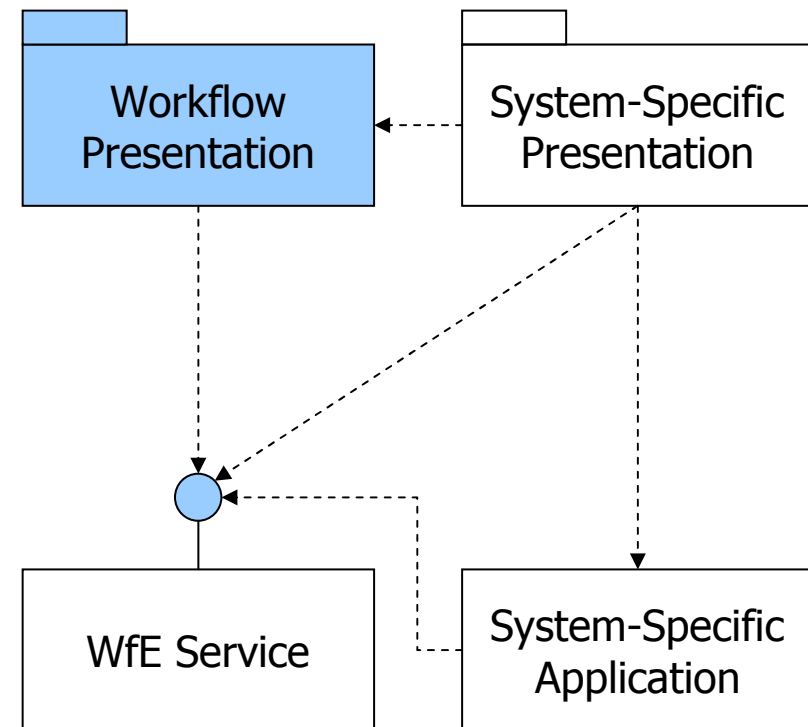 Workflow
Presentation
System-Specific
Presentation
WfE Service
System-Specific
Application